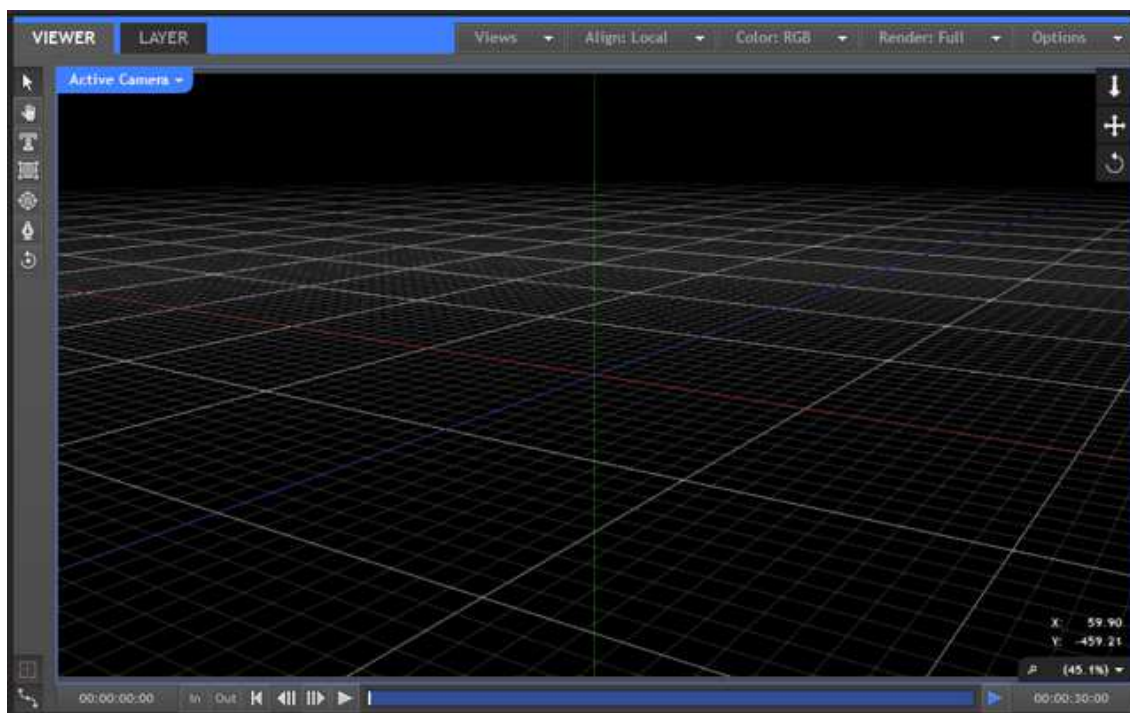 VIEWER LAYER Views Align: Local Color: RGB Render: Full Options
Active Camera
X: 59.90
Y: -459.21
(45.1%)
00:00:00:00 In Out 00:00:30:00